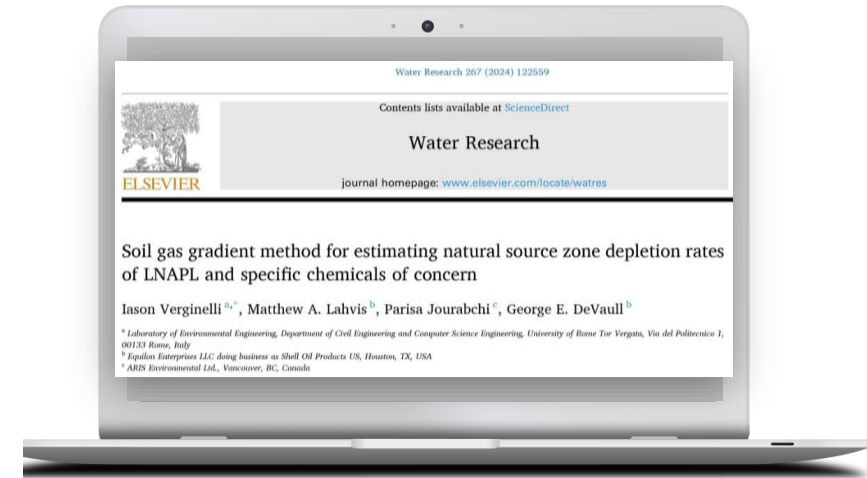 Water Research 267 (2024) 122559
Contents lists available at ScienceDirect
Water Research
ELSEVIER
journal homepage: www.elsevier.com/locate/watres
Soil gas gradient method for estimating natural source zone depletion rates
of LNAPL and specific chemicals of concern
Iason Verginelli a,*, Matthew A. Lahvis b, Parisa Jourabchi c, George E. DeVaull b
a Laboratory of Environmental Engineering, Department of Civil Engineering and Computer Science Engineering, University of Rome Tor Vergata, Via del Politecnico 1,
00133 Rome, Italy
b Equilon Enterprises LLC doing business as Shell Oil Products US, Houston, TX, USA
c ARIS Environmental Ltd., Vancouver, BC, Canada